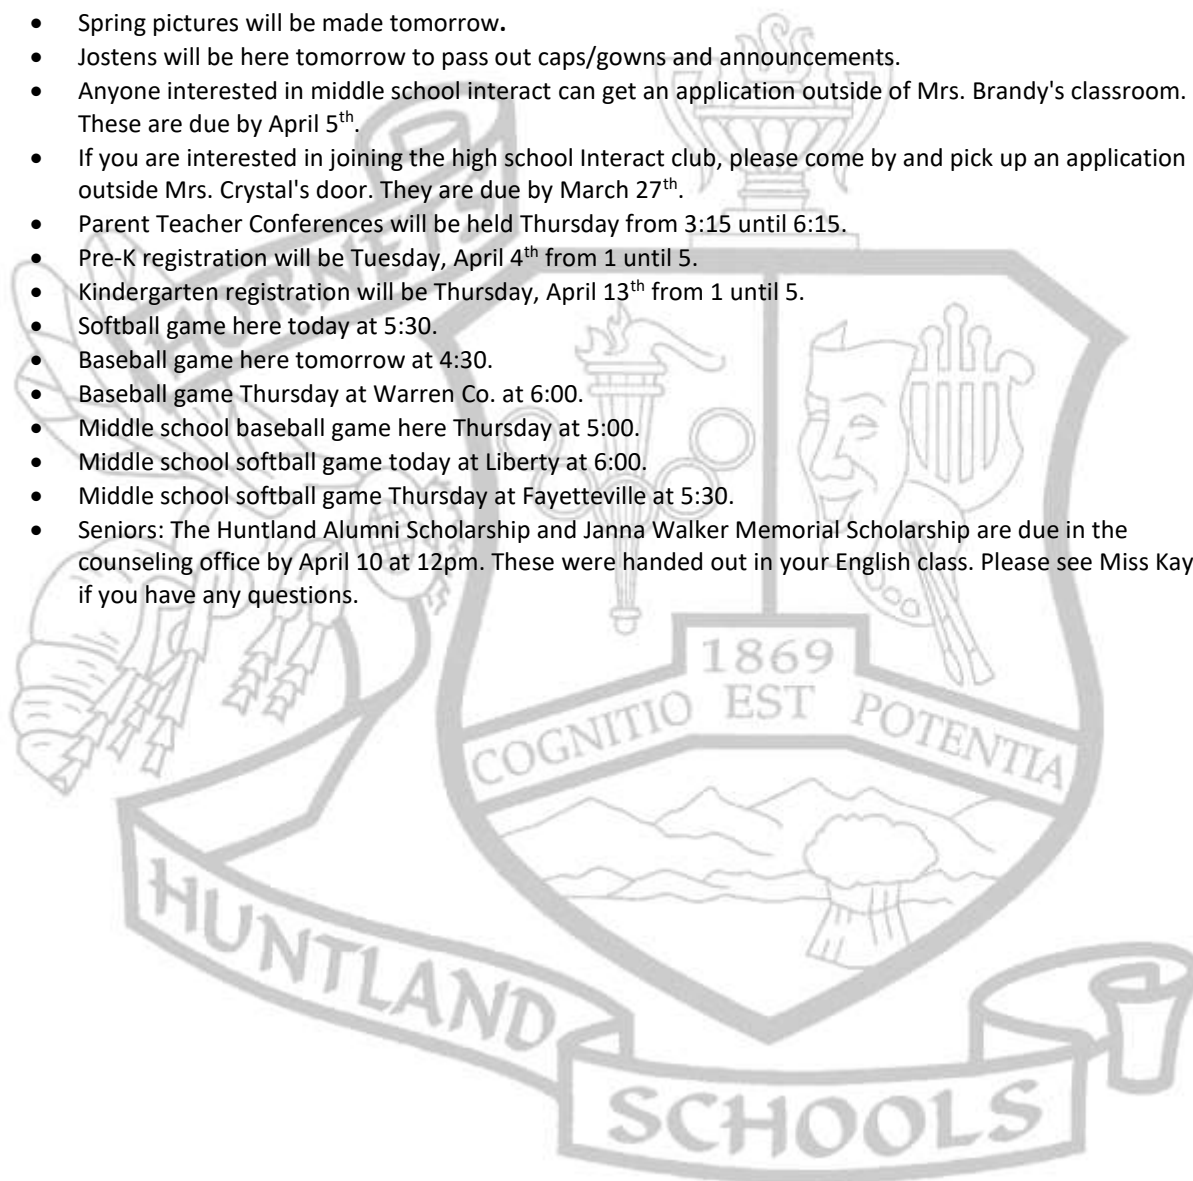 • Spring pictures will be made tomorrow.
• Jostens will be here tomorrow to pass out caps/gowns and announcements.
• Anyone interested in middle school interact can get an application outside of Mrs. Brandy's classroom.
These are due by April 5th.
• If you are interested in joining the high school Interact club, please come by and pick up an application
outside Mrs. Crystal's door. They are due by March 27th.
• Parent Teacher Conferences will be held Thursday from 3:15 until 6:15.
• Pre-K registration will be Tuesday, April 4th from 1 until 5.
• Kindergarten registration will be Thursday, April 13th from 1 until 5.
• Softball game here today at 5:30.
• Baseball game here tomorrow at 4:30.
• Baseball game Thursday at Warren Co. at 6:00.
• Middle school baseball game here Thursday at 5:00.
• Middle school softball game today at Liberty at 6:00.
• Middle school softball game Thursday at Fayetteville at 5:30.
• Seniors: The Huntland Alumni Scholarship and Janna Walker Memorial Scholarship are due in the
counseling office by April 10 at 12pm. These were handed out in your English class. Please see Miss Kay
if you have any questions.
HORNETS
1869
COGNITIO EST POTENTIA
HUNTLAND
SCHOOLS